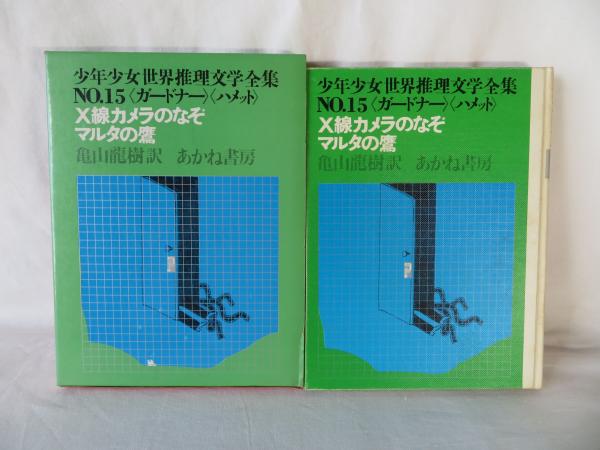 少年少女世界推理文学全集
NO.15〈ガードナー〉〈ハメット〉
X線カメラのなぞ
マルタの鷹
亀山龍樹訳 あかね書房
少年少女世界推理文学全集
NO.15〈ガードナー〉〈ハメット〉
X線カメラのなぞ
マルタの鷹
亀山龍樹訳 あかね書房